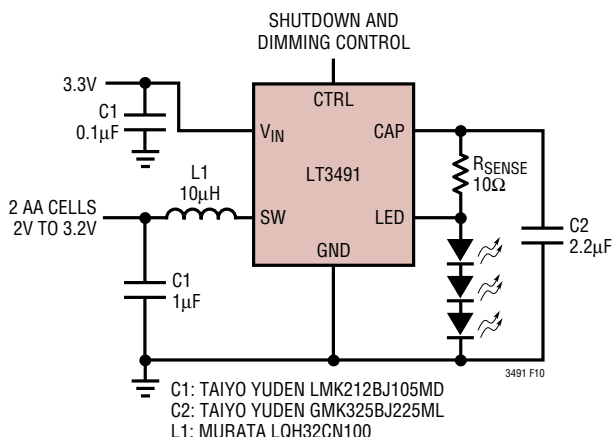 SHUTDOWN AND
DIMMING CONTROL
3.3V
C1
0.1µF
CTRL
VIN
CAP
LT3491
RSENSE
10Ω
L1
10µH
2 AA CELLS
2V TO 3.2V
SW
LED
GND
C2
2.2µF
C1
1µF
3491 F10
C1: TAIYO YUDEN LMK212BJ105MD
C2: TAIYO YUDEN GMK325BJ225ML
L1: MURATA LQH32CN100